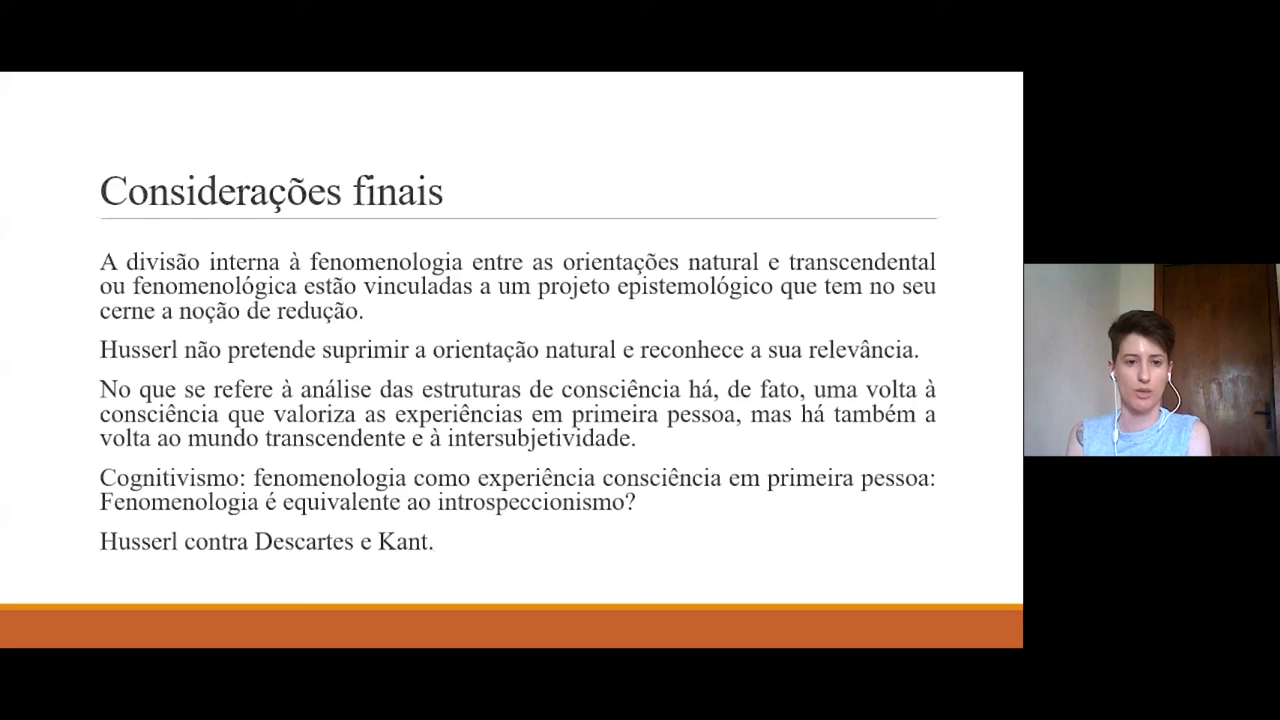 Considerações finais
A divisão interna à fenomenologia entre as orientações natural e transcendental
ou fenomenológica estão vinculadas a um projeto epistemológico que tem no seu
cerne a noção de redução.
Husserl não pretende suprimir a orientação natural e reconhece a sua relevância.
No que se refere à análise das estruturas de consciência há, de fato, uma volta à
consciência que valoriza as experiências em primeira pessoa, mas há também a
volta ao mundo transcendente e à intersubjetividade.
Cognitivismo: fenomenologia como experiência consciência em primeira pessoa:
Fenomenologia é equivalente ao introspeccionismo?
Husserl contra Descartes e Kant.